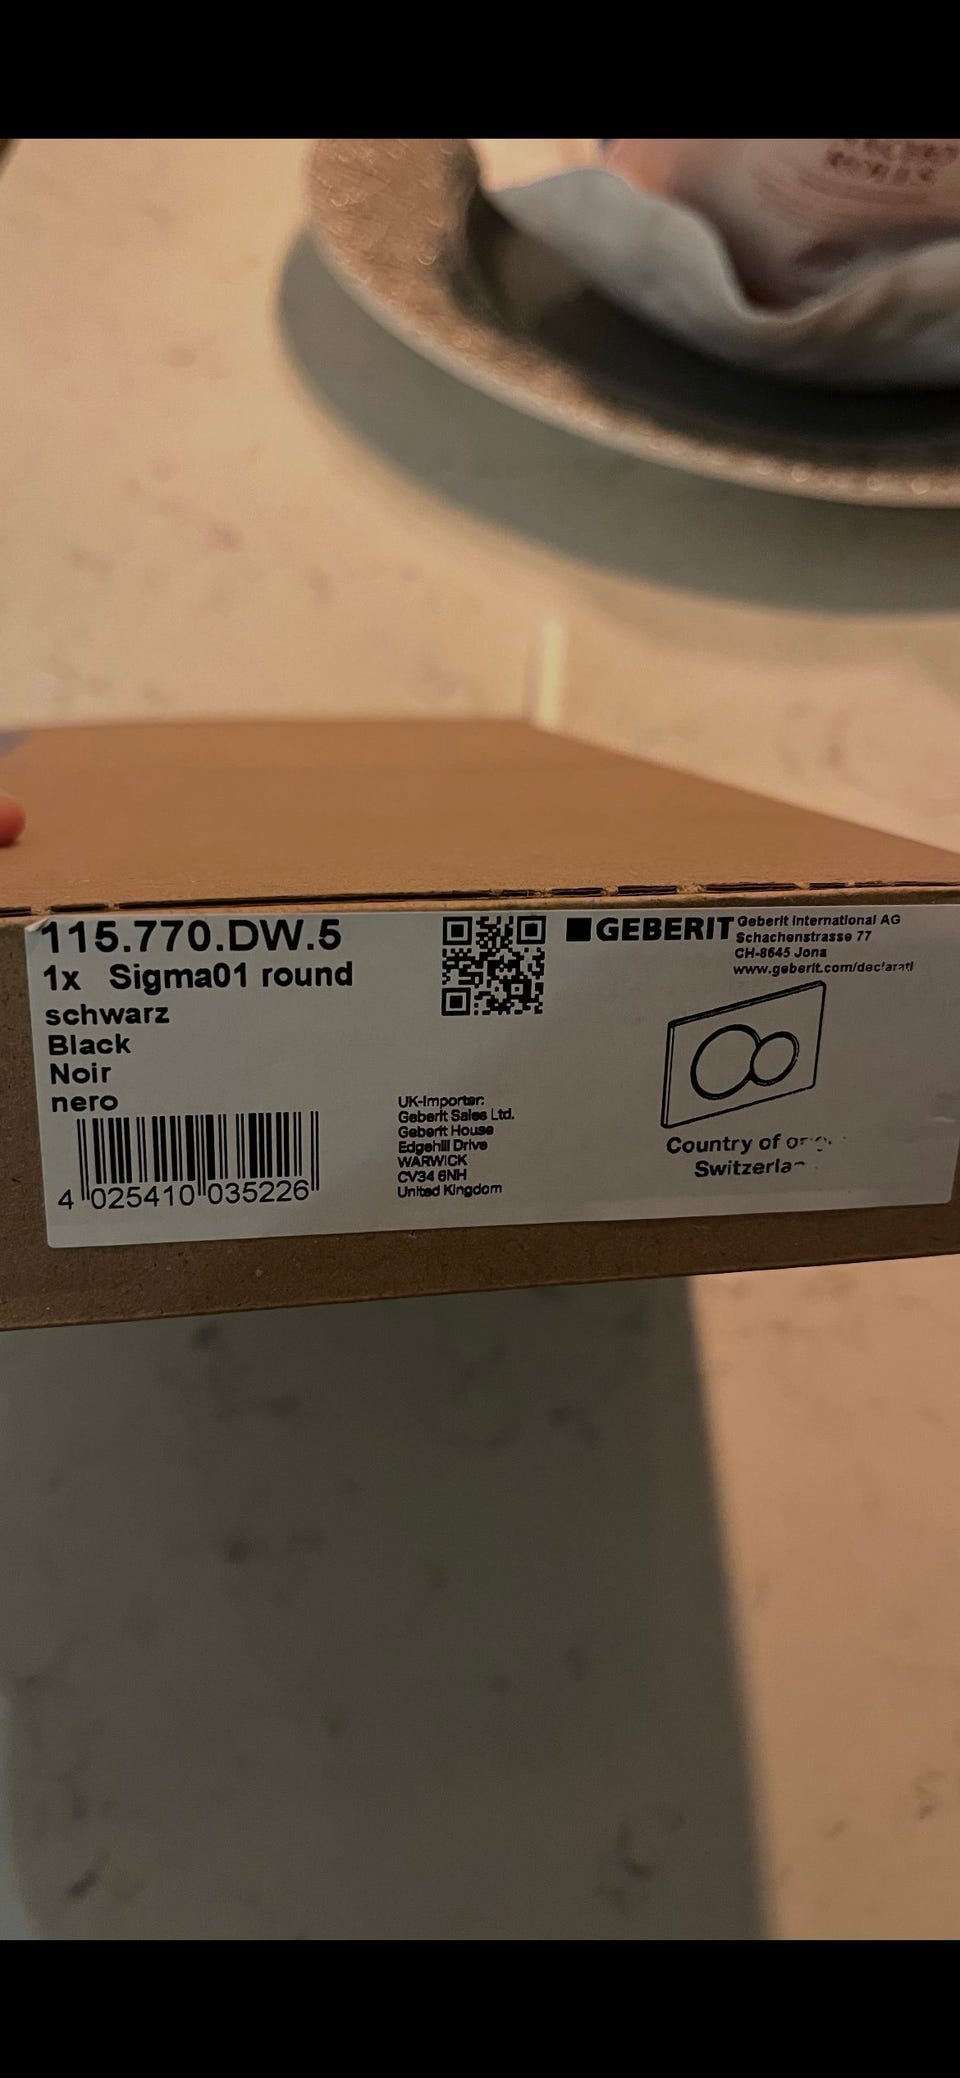 115.770.DW.5
1x Sigma01 round
schwarz
Black
Noir
nero
4 025410 035226
GEBERIT
Geberit International AG
Schachenstrasse 77
CH-8645 Jona
UK-Importer:
Geberit Sales Ltd.
Geberit House
Edgehill Drive
WARWICK
CV34 6NH
United Kingdom
Country of